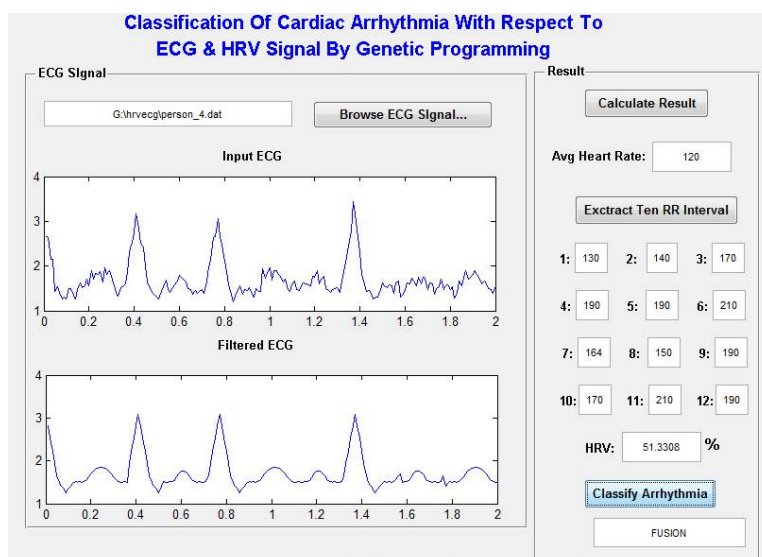 Classification Of Cardiac Arrhythmia With Respect To
ECG & HRV Signal By Genetic Programming
ECG SIgnal
G:\hrvecg\person_4.dat
Browse ECG SIgnal...
Input ECG
4
3
2
1
0 0.2 0.4 0.6 0.8 1 1.2 1.4 1.6 1.8 2
Filtered ECG
4
3
2
1
0 0.2 0.4 0.6 0.8 1 1.2 1.4 1.6 1.8 2
Result
Calculate Result
Avg Heart Rate: 120
Exctract Ten RR Interval
1: 130 2: 140 3: 170
4: 190 5: 190 6: 210
7: 164 8: 150 9: 190
10: 170 11: 210 12: 190
HRV: 51.3308 %
Classify Arrhythmia
FUSION